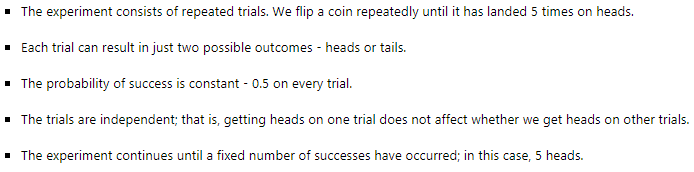 ▪ The experiment consists of repeated trials. We flip a coin repeatedly until it has landed 5 times on heads.
▪ Each trial can result in just two possible outcomes - heads or tails.
▪ The probability of success is constant - 0.5 on every trial.
▪ The trials are independent; that is, getting heads on one trial does not affect whether we get heads on other trials.
▪ The experiment continues until a fixed number of successes have occurred; in this case, 5 heads.